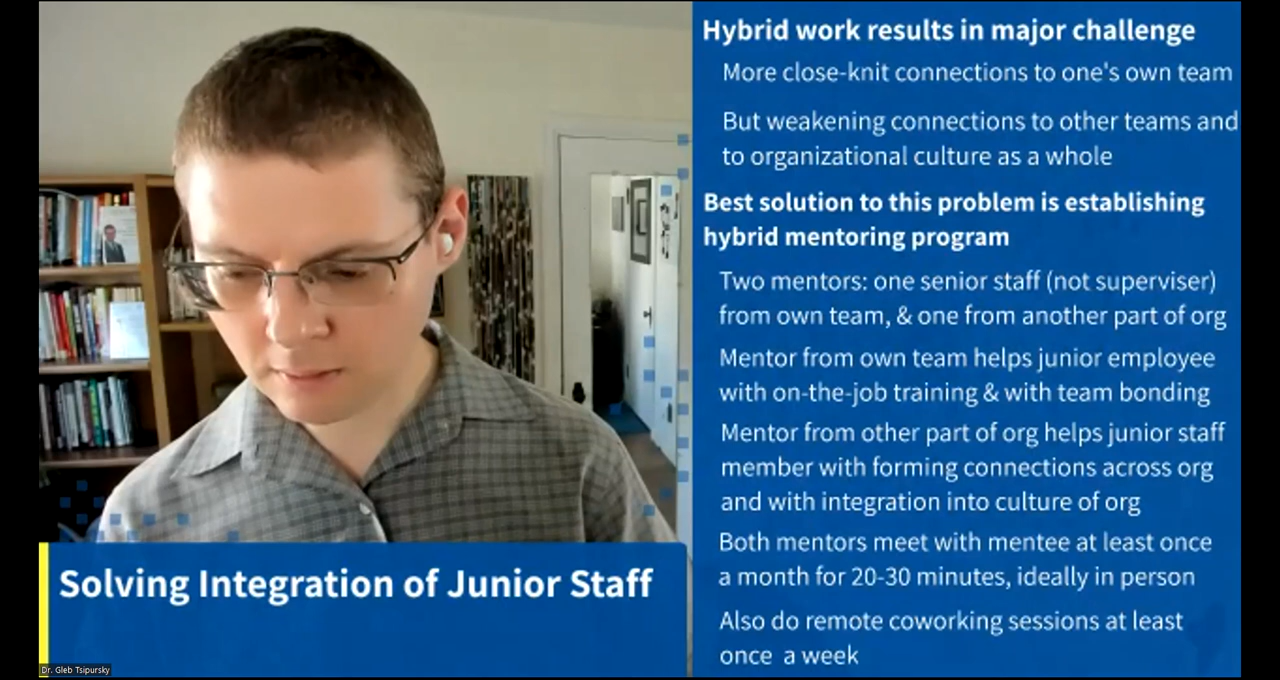 Hybrid work results in major challenge
More close-knit connections to one's own team
But weakening connections to other teams and
to organizational culture as a whole
Best solution to this problem is establishing
hybrid mentoring program
Two mentors: one senior staff (not superviser)
from own team, & one from another part of org
Mentor from own team helps junior employee
with on-the-job training & with team bonding
Mentor from other part of org helps junior staff
member with forming connections across org
and with integration into culture of org
Both mentors meet with mentee at least once
a month for 20-30 minutes, ideally in person
Also do remote coworking sessions at least
once a week
Solving Integration of Junior Staff
Dr. Gleb Tsipursky